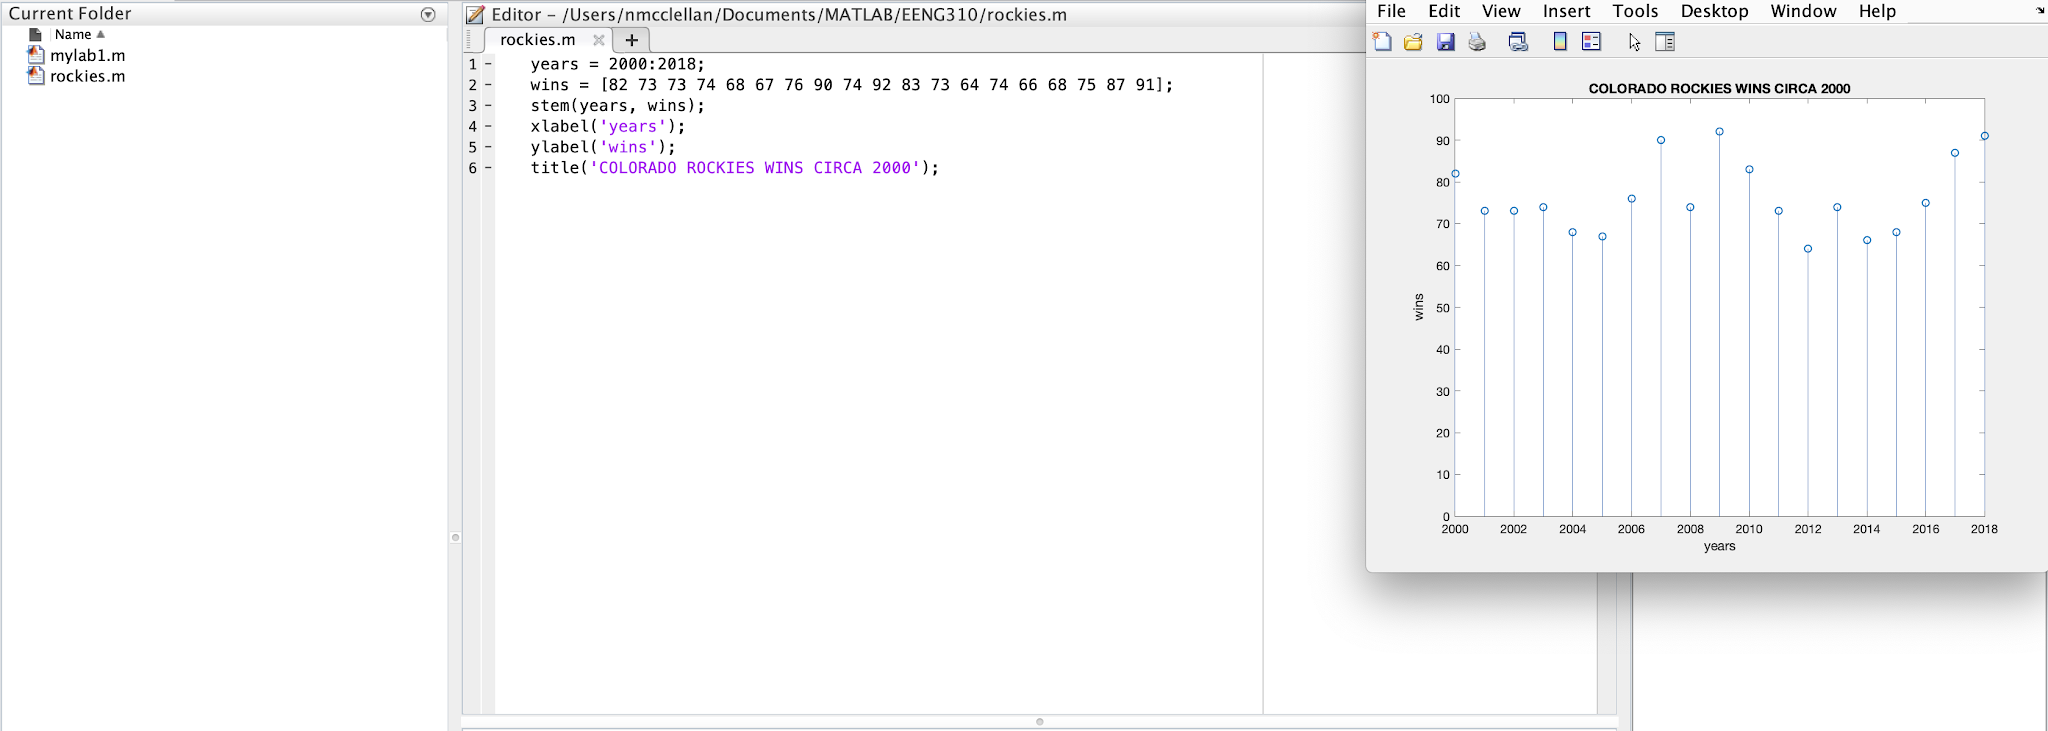 Current Folder
Name
mylab1.m
rockies.m
Editor - /Users/nmcclellan/Documents/MATLAB/EENG310/rockies.m
rockies.m
1 - years = 2000:2018;
2 - wins = [82 73 73 74 68 67 76 90 74 92 83 73 64 74 66 68 75 87 91];
3 - stem(years, wins);
4 - xlabel('years');
5 - ylabel('wins');
6 - title('COLORADO ROCKIES WINS CIRCA 2000');
File Edit View Insert Tools Desktop Window Help
COLORADO ROCKIES WINS CIRCA 2000
100
90
80
70
60
50
40
30
20
10
0
wins
2000 2002 2004 2006 2008 2010 2012 2014 2016 2018
years